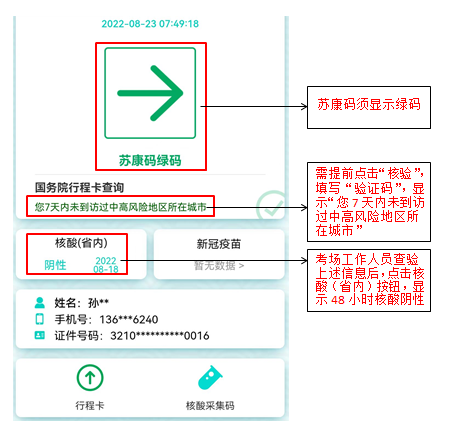 2022-08-23 07:49:18
苏康码绿码
苏康码须显示绿码
国务院行程卡查询
您7天内未到访过中高风险地区所在城市
需提前点击“核验”，
填写“验证码”，显
示“您7天内未到访
过中高风险地区所
在城市”
核酸(省内)
阴性
2022
08-18
新冠疫苗
暂无数据 >
考场工作人员查验
上述信息后，点击核
酸（省内）按钮，显
示48小时核酸阴性
姓名：孙**
手机号：136***6240
证件号码：3210**********0016
行程卡
核酸采集码